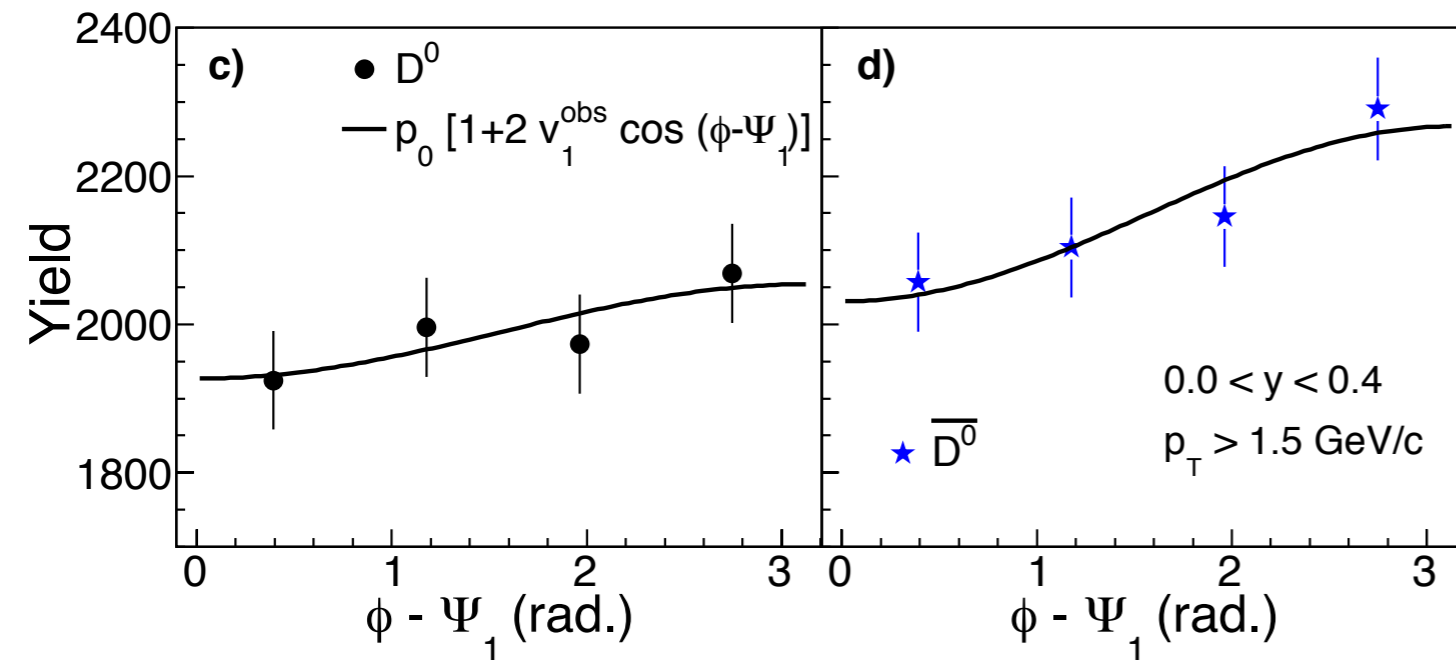 2400
2200
2000
1800
Yield
c)
D⁰
p₀ [1+2 v₁ᵒᵇˢ cos (ϕ-Ψ₁)]
0 1 2 3
ϕ - Ψ₁ (rad.)
d)
0.0 < y < 0.4
p_T > 1.5 GeV/c
D̅⁰̅
0 1 2 3
ϕ - Ψ₁ (rad.)